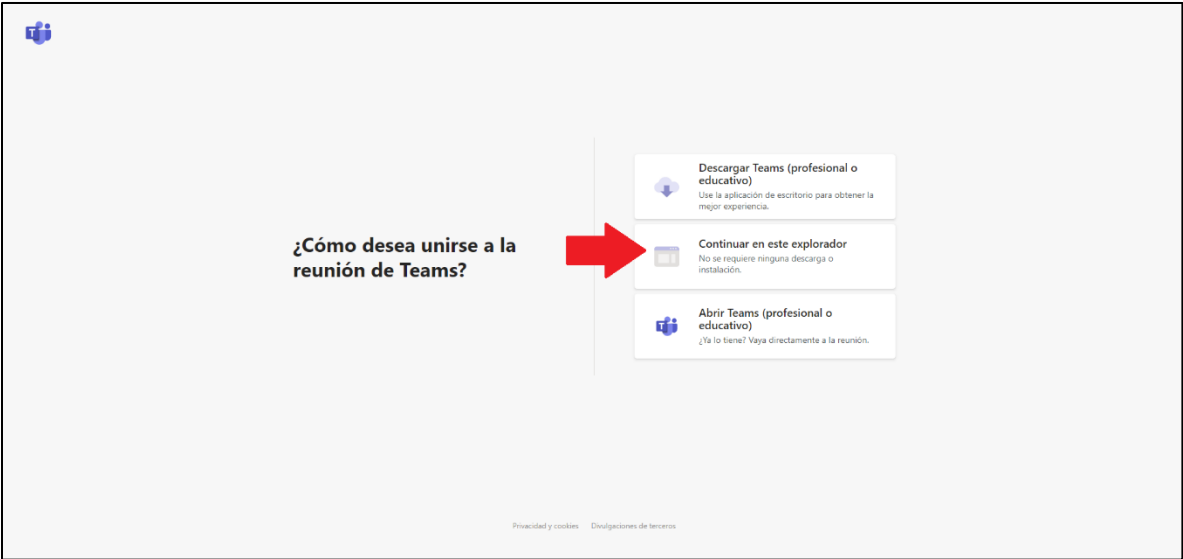 ¿Cómo desea unirse a la
reunión de Teams?
Descargar Teams (profesional o
educativo)
Use la aplicación de escritorio para obtener la
mejor experiencia.
Continuar en este explorador
No se requiere ninguna descarga o
instalación.
Abrir Teams (profesional o
educativo)
¿Ya lo tiene? Vaya directamente a la reunión.
Privacidad y cookies Divulgaciones de terceros